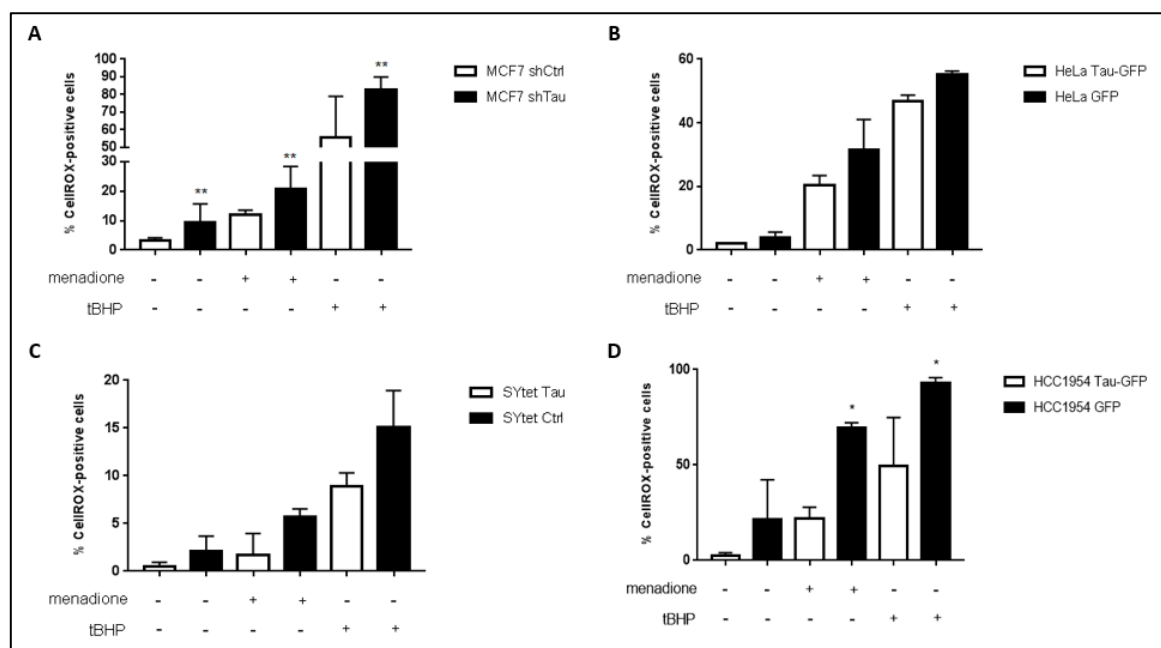 A
% CellROX-positive cells
100
90
80
70
60
50
30
20
10
0
** ** **
MCF7 shCtrl
MCF7 shTau
menadione - - + + - -
tBHP - - - - + +
B
% CellROX-positive cells
60
40
20
0
HeLa Tau-GFP
HeLa GFP
menadione - - + + - -
tBHP - - - - + +
C
% CellROX-positive cells
20
15
10
5
0
SYtet Tau
SYtet Ctrl
menadione - - + + - -
tBHP - - - - + +
D
% CellROX-positive cells
100
50
0
* *
HCC1954 Tau-GFP
HCC1954 GFP
menadione - - + + - -
tBHP - - - - + +